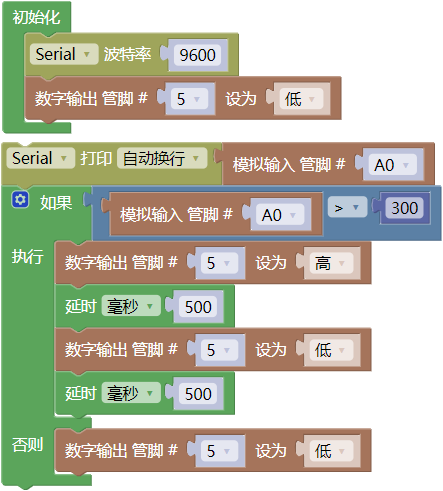 初始化
Serial 波特率 9600
数字输出 管脚 # 5 设为 低
Serial 打印 自动换行 模拟输入 管脚 # A0
如果 模拟输入 管脚 # A0 > 300
执行 数字输出 管脚 # 5 设为 高
延时 毫秒 500
数字输出 管脚 # 5 设为 低
延时 毫秒 500
否则 数字输出 管脚 # 5 设为 低